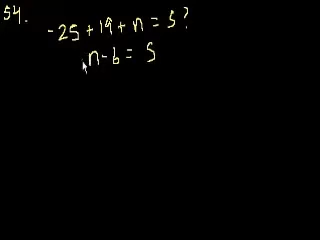 54.
-25 + 19 + n = 5?
n - 6 = 5